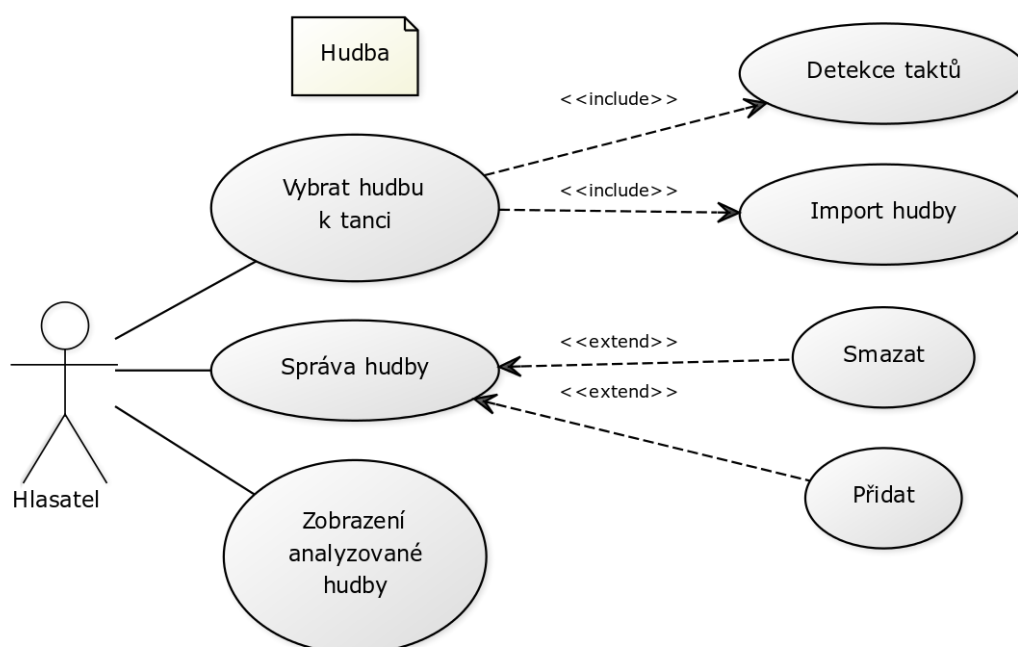 Hudba
Detekce taktů
<<include>>
Vybrat hudbu
k tanci
<<include>>
Import hudby
<<extend>>
Smazat
Správa hudby
<<extend>>
Přidat
Hlasatel
Zobrazení
analyzované
hudby